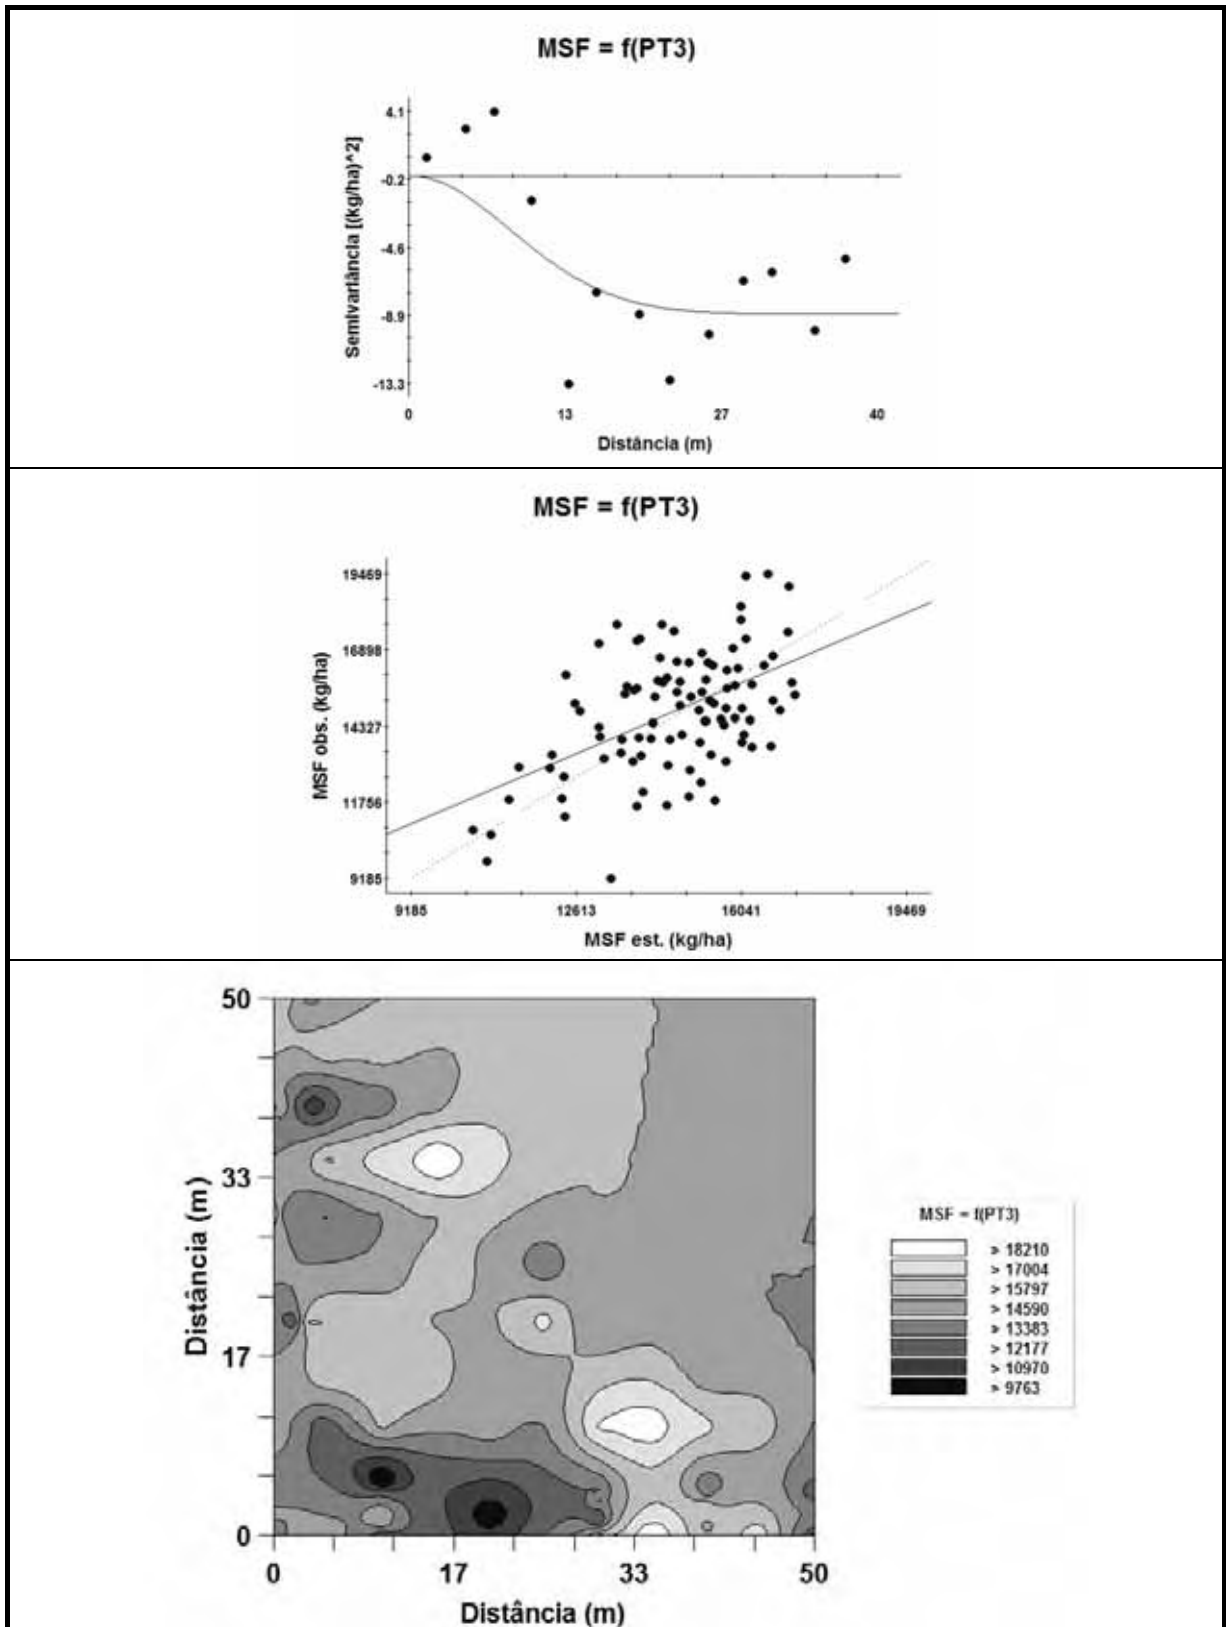 MSF = f(PT3)
Semivariância [(kg/ha)^2]
4.1
-0.2
-4.6
-8.9
-13.3
0 13 27 40
Distância (m)
MSF = f(PT3)
MSF obs. (kg/ha)
19469
16898
14327
11756
9185
9185 12613 16041 19469
MSF est. (kg/ha)
Distância (m)
50
33
17
0
0 17 33 50
Distância (m)
MSF = f(PT3)
> 18210
> 17004
> 15797
> 14590
> 13383
> 12177
> 10970
> 9763